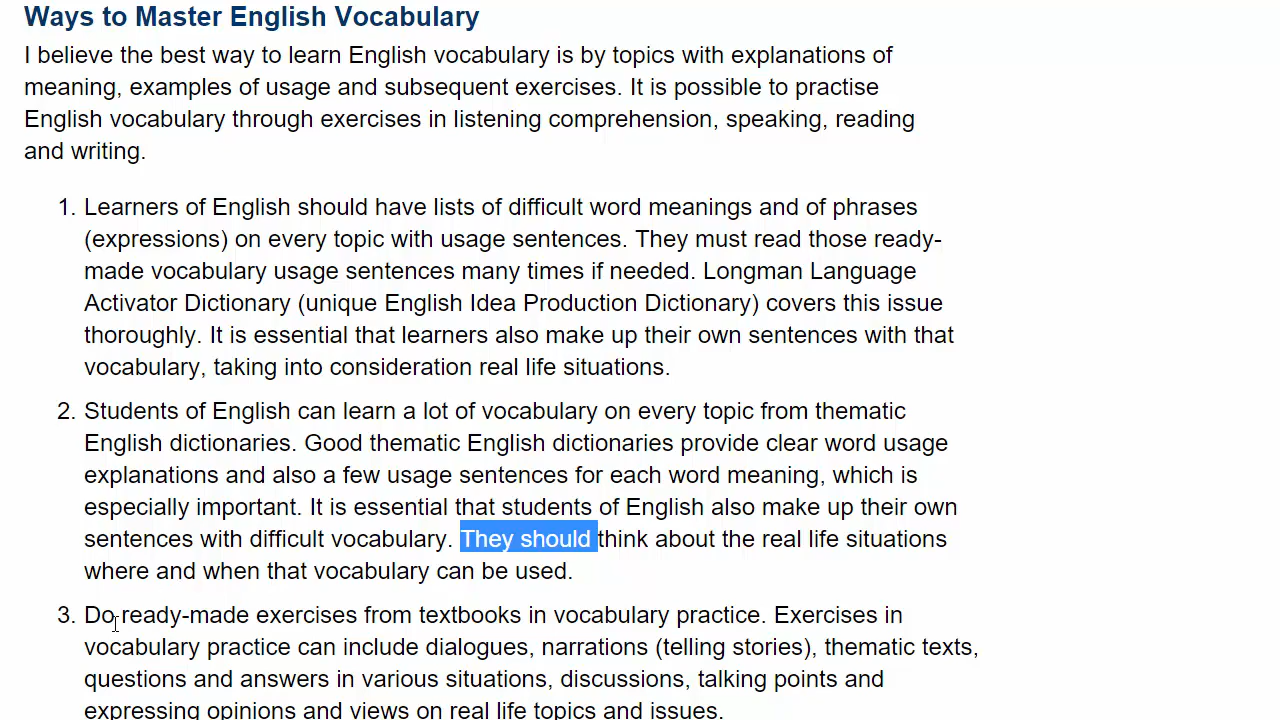 Ways to Master English Vocabulary
I believe the best way to learn English vocabulary is by topics with explanations of
meaning, examples of usage and subsequent exercises. It is possible to practise
English vocabulary through exercises in listening comprehension, speaking, reading
and writing.
1. Learners of English should have lists of difficult word meanings and of phrases
(expressions) on every topic with usage sentences. They must read those ready-
made vocabulary usage sentences many times if needed. Longman Language
Activator Dictionary (unique English Idea Production Dictionary) covers this issue
thoroughly. It is essential that learners also make up their own sentences with that
vocabulary, taking into consideration real life situations.
2. Students of English can learn a lot of vocabulary on every topic from thematic
English dictionaries. Good thematic English dictionaries provide clear word usage
explanations and also a few usage sentences for each word meaning, which is
especially important. It is essential that students of English also make up their own
sentences with difficult vocabulary. They should think about the real life situations
where and when that vocabulary can be used.
3. Do ready-made exercises from textbooks in vocabulary practice. Exercises in
vocabulary practice can include dialogues, narrations (telling stories), thematic texts,
questions and answers in various situations, discussions, talking points and
expressing opinions and views on real life topics and issues.